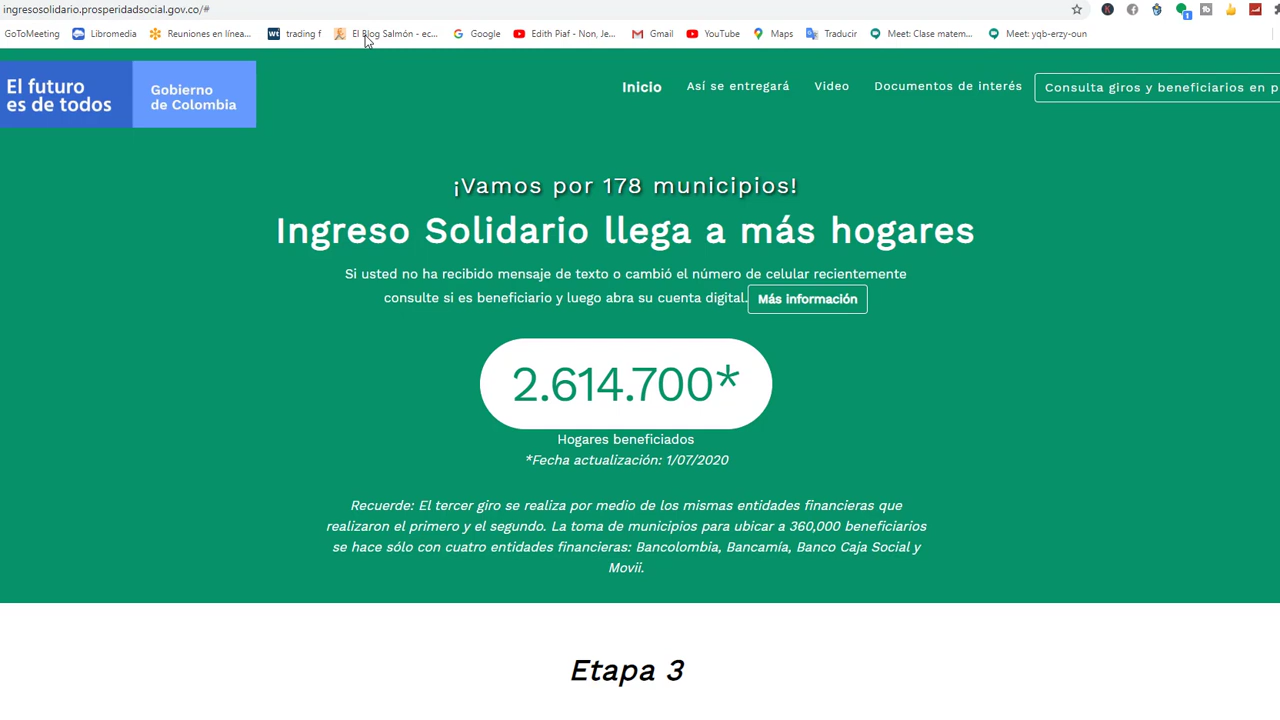 ingresosolidario.prosperidadsocial.gov.co/#
GoToMeeting Libromedia Reuniones en línea... trading f El Blog Salmón - ec... Google Edith Piaf - Non, Je... Gmail YouTube Maps Traducir Meet: Clase matem... Meet: yqb-erzy-oun
El futuro
es de todos
Gobierno
de Colombia
Inicio Así se entregará Video Documentos de interés Consulta giros y beneficiarios en p
¡Vamos por 178 municipios!
Ingreso Solidario llega a más hogares
Si usted no ha recibido mensaje de texto o cambió el número de celular recientemente
consulte si es beneficiario y luego abra su cuenta digital. Más información
2.614.700*
Hogares beneficiados
*Fecha actualización: 1/07/2020
Recuerde: El tercer giro se realiza por medio de los mismas entidades financieras que
realizaron el primero y el segundo. La toma de municipios para ubicar a 360,000 beneficiarios
se hace sólo con cuatro entidades financieras: Bancolombia, Bancamía, Banco Caja Social y
Movii.
Etapa 3